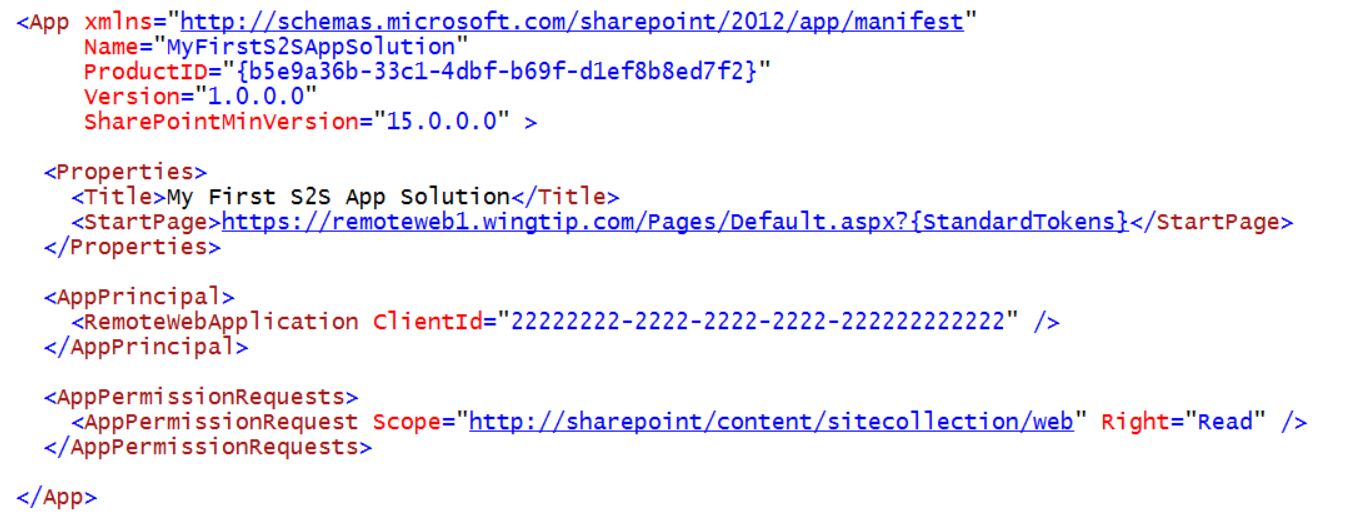 <App xmlns="http://schemas.microsoft.com/sharepoint/2012/app/manifest"
Name="MyFirstS2SAppSolution"
ProductID="{b5e9a36b-33c1-4dbf-b69f-d1ef8b8ed7f2}"
Version="1.0.0.0"
SharePointMinVersion="15.0.0.0" >
<Properties>
<Title>My First S2S App Solution</Title>
<StartPage>https://remoteweb1.wingtip.com/Pages/Default.aspx?{StandardTokens}</StartPage>
</Properties>
<AppPrincipal>
<RemoteWebApplication ClientId="22222222-2222-2222-2222-222222222222" />
</AppPrincipal>
<AppPermissionRequests>
<AppPermissionRequest Scope="http://sharepoint/content/sitecollection/web" Right="Read" />
</AppPermissionRequests>
</App>